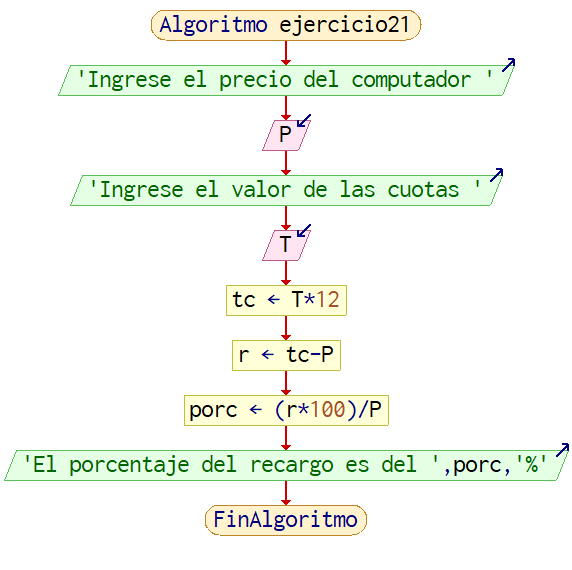 Algoritmo ejercicio21
'Ingrese el precio del computador '
P
'Ingrese el valor de las cuotas '
T
tc ← T*12
r ← tc-P
porc ← (r*100)/P
'El porcentaje del recargo es del ',porc,'%'
FinAlgoritmo